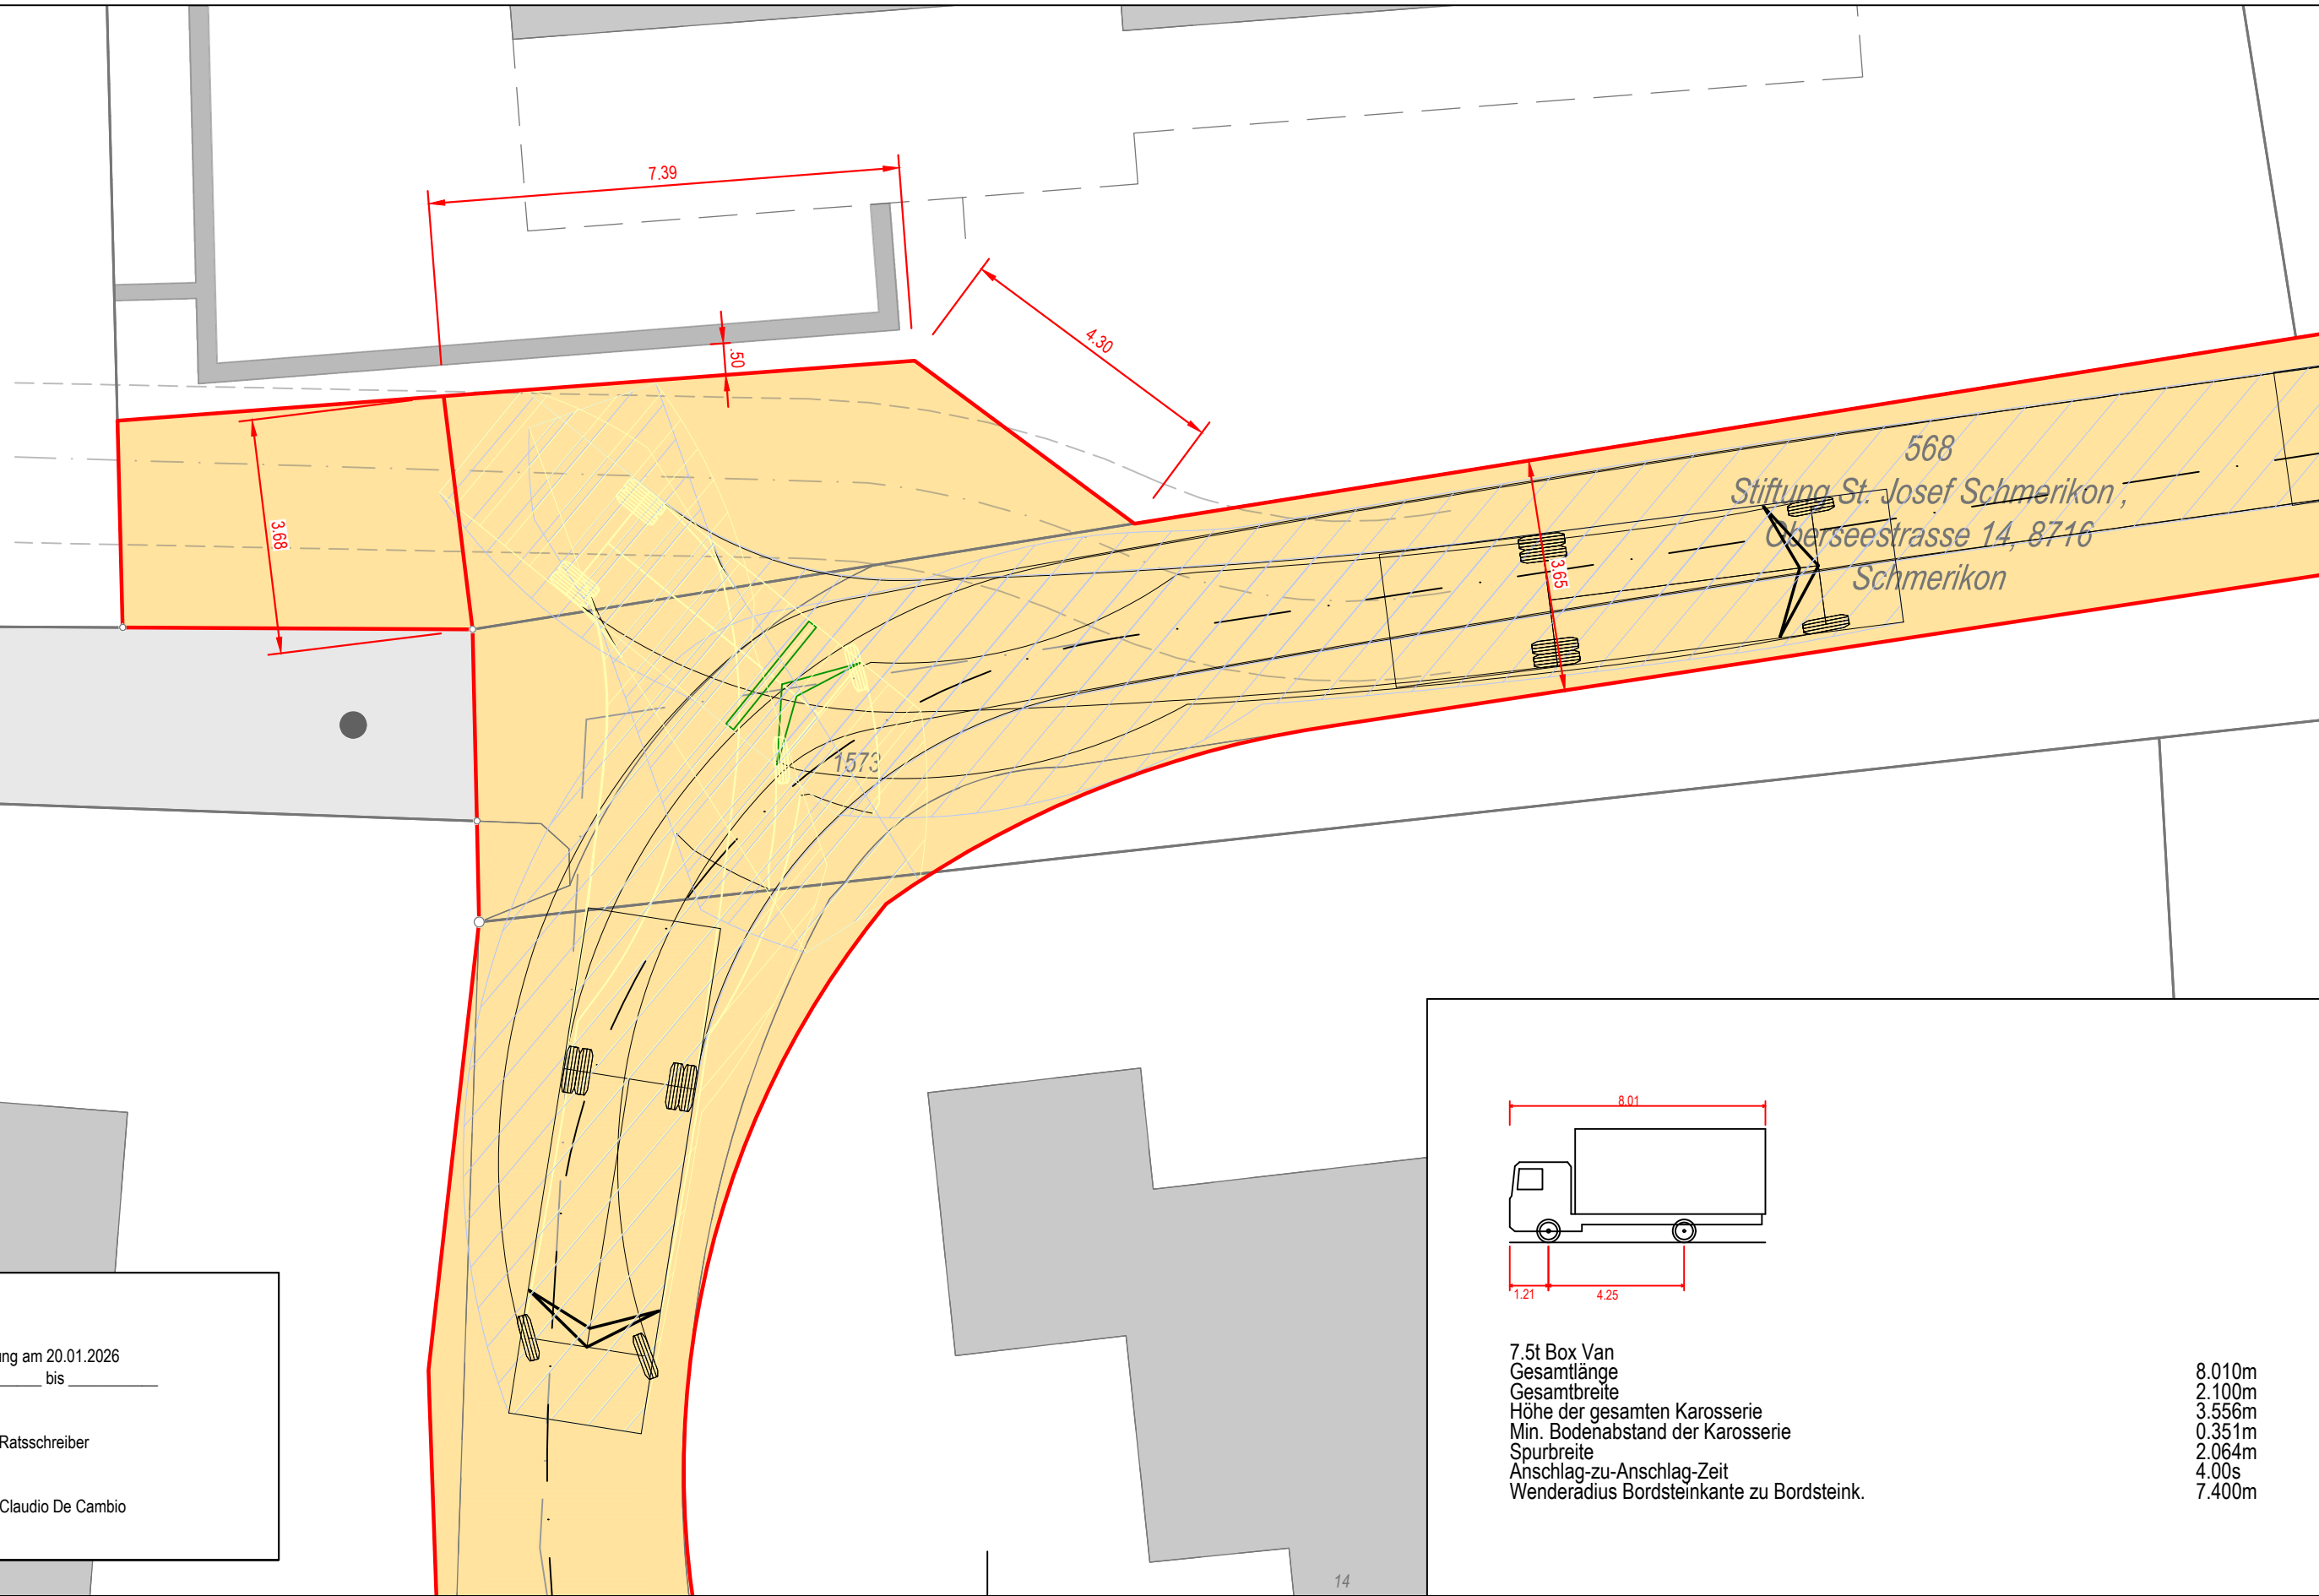 7.39
.50
4.30
3.68
3.65
568
Stiftung St. Josef Schmerikon ,
Oberseestrasse 14, 8716
Schmerikon
1573
8.01
1.21
4.25
7.5t Box Van
Gesamtlänge 8.010m
Gesamtbreite 2.100m
Höhe der gesamten Karosserie 3.556m
Min. Bodenabstand der Karosserie 0.351m
Spurbreite 2.064m
Anschlag-zu-Anschlag-Zeit 4.00s
Wenderadius Bordsteinkante zu Bordsteink. 7.400m
am 20.01.2026
bis
Ratsschreiber
Claudio De Cambio
14